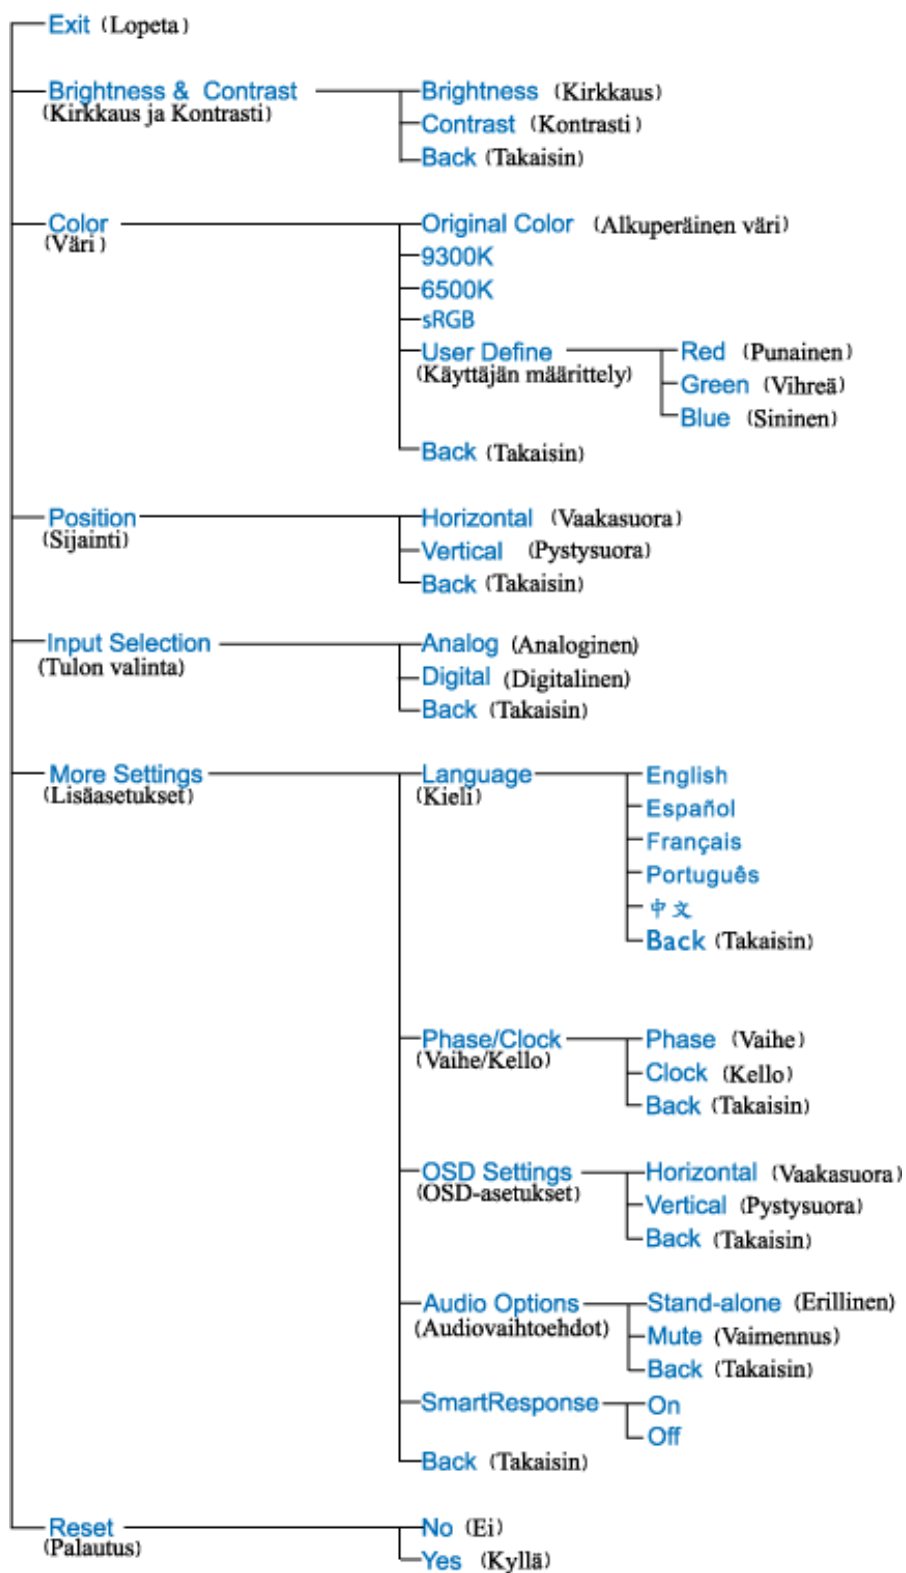 Exit (Lopeta)
Brightness & Contrast
(Kirkkaus ja Kontrasti)
Brightness (Kirkkaus)
Contrast (Kontrasti)
Back (Takaisin)
Color
(Väri)
Original Color (Alkuperäinen väri)
9300K
6500K
sRGB
User Define
(Käyttäjän määrittely)
Red (Punainen)
Green (Vihreä)
Blue (Sininen)
Back (Takaisin)
Position
(Sijainti)
Horizontal (Vaakasuora)
Vertical (Pystysuora)
Back (Takaisin)
Input Selection
(Tulon valinta)
Analog (Analoginen)
Digital (Digitalinen)
Back (Takaisin)
More Settings
(Lisäasetukset)
Language
(Kieli)
English
Español
Français
Português
中文
Back (Takaisin)
Phase/Clock
(Vaihe/Kello)
Phase (Vaihe)
Clock (Kello)
Back (Takaisin)
OSD Settings
(OSD-asetukset)
Horizontal (Vaakasuora)
Vertical (Pystysuora)
Back (Takaisin)
Audio Options
(Audiovaihtoehdot)
Stand-alone (Erillinen)
Mute (Vaimennus)
Back (Takaisin)
SmartResponse
On
Off
Back (Takaisin)
Reset
(Palautus)
No (Ei)
Yes (Kyllä)